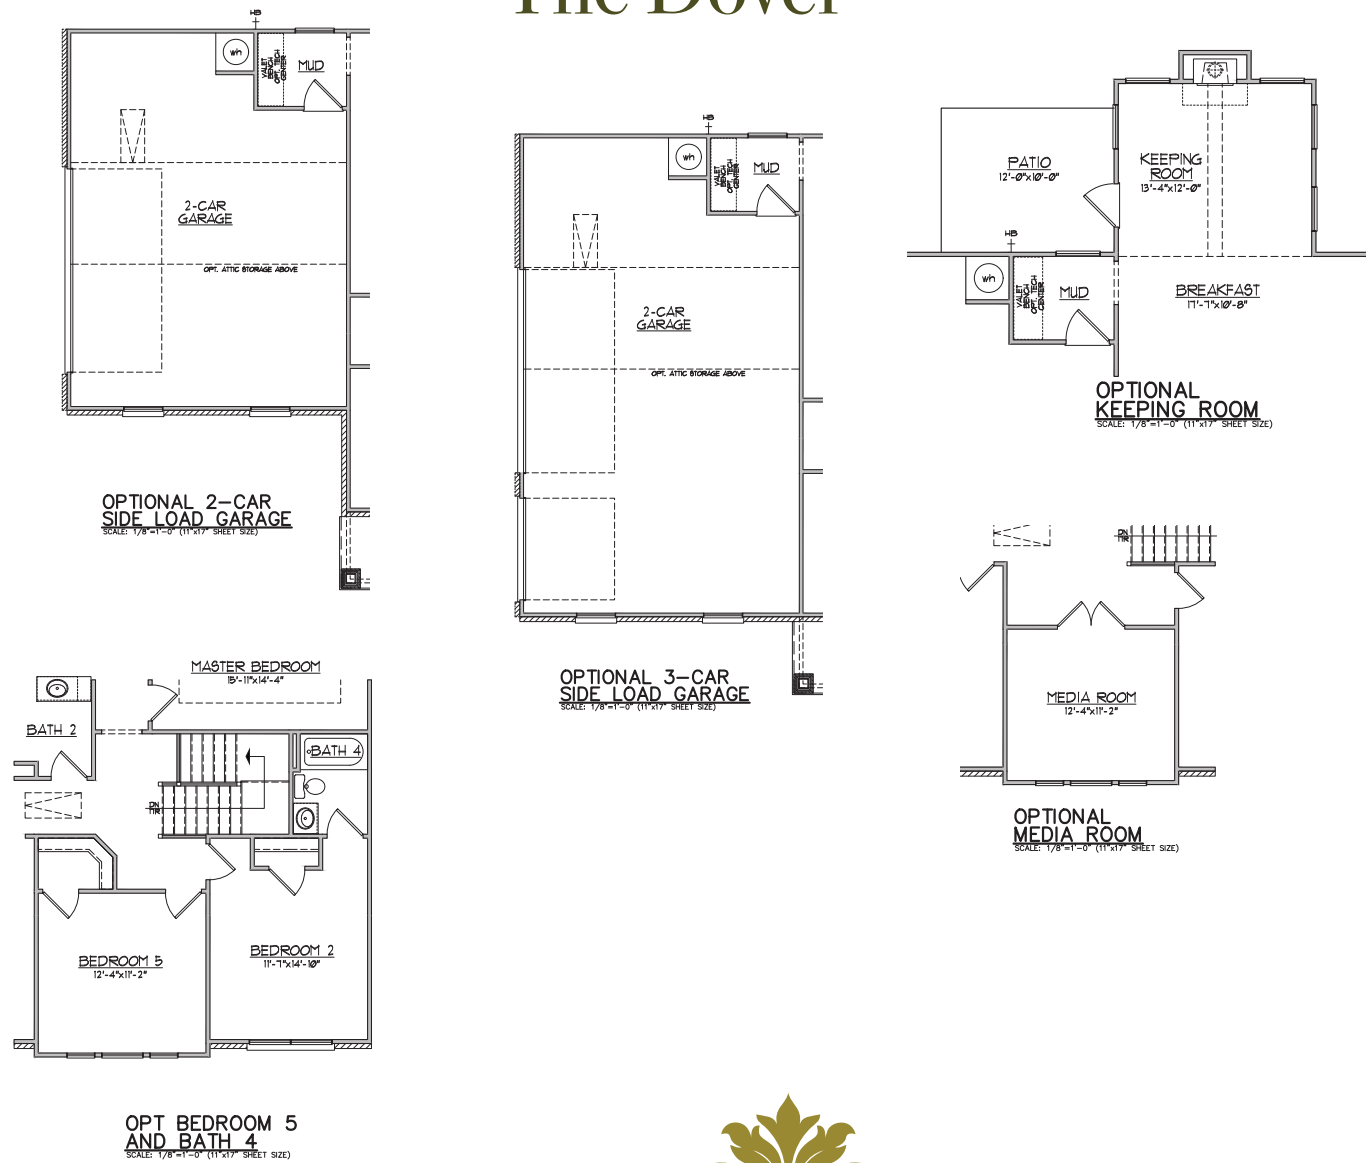 The Dover
HB
wh
VALET
BENCH
OPT. TECH
CENTER
MUD
2-CAR
GARAGE
OPT. ATTIC STORAGE ABOVE
OPTIONAL 2-CAR
SIDE LOAD GARAGE
SCALE: 1/8"=1'-0" (11"x17" SHEET SIZE)
HB
wh
VALET
BENCH
OPT. TECH
CENTER
MUD
2-CAR
GARAGE
OPT. ATTIC STORAGE ABOVE
OPTIONAL 3-CAR
SIDE LOAD GARAGE
SCALE: 1/8"=1'-0" (11"x17" SHEET SIZE)
PATIO
12'-0"x10'-0"
KEEPING
ROOM
13'-4"x12'-0"
HB
wh
VALET
BENCH
OPT. TECH
CENTER
MUD
BREAKFAST
17'-7"x10'-8"
OPTIONAL
KEEPING ROOM
SCALE: 1/8"=1'-0" (11"x17" SHEET SIZE)
MEDIA ROOM
12'-4"x11'-2"
OPTIONAL
MEDIA ROOM
SCALE: 1/8"=1'-0" (11"x17" SHEET SIZE)
MASTER BEDROOM
15'-11"x14'-4"
BATH 2
BATH 4
BEDROOM 5
12'-4"x11'-2"
BEDROOM 2
11'-7"x14'-10"
OPT BEDROOM 5
AND BATH 4
SCALE: 1/8"=1'-0" (11"x17" SHEET SIZE)